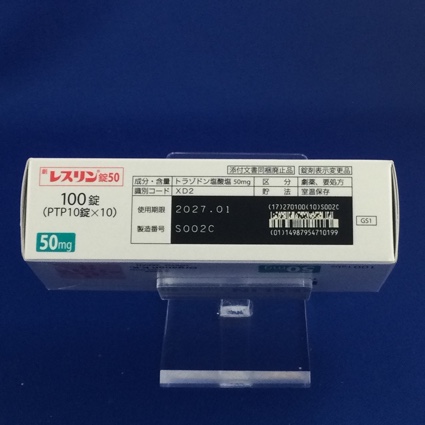 劇 レスリン®錠50
100錠
(PTP10錠×10)
50mg
添付文書同梱廃止品 錠剤表示変更品
成分・含量 トラゾドン塩酸塩 50mg 区分 劇薬、要処方
識別コード XD2 貯法 室温保存
使用期限 2027.01
製造番号 S002C
(17)270100(10)S002C
(01)14987954710199
GS1